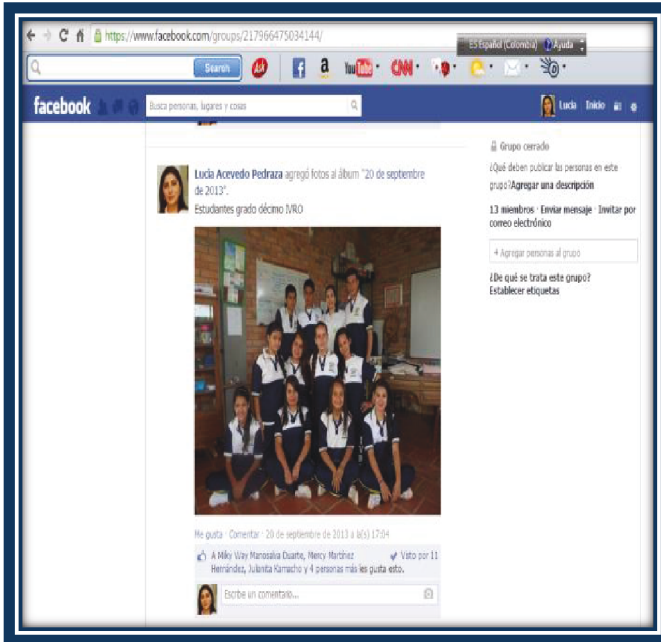 https://www.facebook.com/groups/217966475034144/
ES Español (Colombia) Ayuda
Search Ask a YouTube CNN
facebook Busca personas, lugares y cosas Lucia Inicio
Lucia Acevedo Pedraza agregó fotos al álbum "20 de septiembre
de 2013".
Estudiantes grado décimo IVRO
Me gusta · Comentar · 20 de septiembre de 2013 a la(s) 17:04
A Miky Way Manosalva Duarte, Mercy Martínez Visto por 11
Hernández, Julianita Kamacho y 4 personas más les gusta esto.
Escribe un comentario...
Grupo cerrado
¿Qué deben publicar las personas en este
grupo?Agregar una descripción
13 miembros · Enviar mensaje · Invitar por
correo electrónico
Agregar personas al grupo
¿De qué se trata este grupo?
Establecer etiquetas